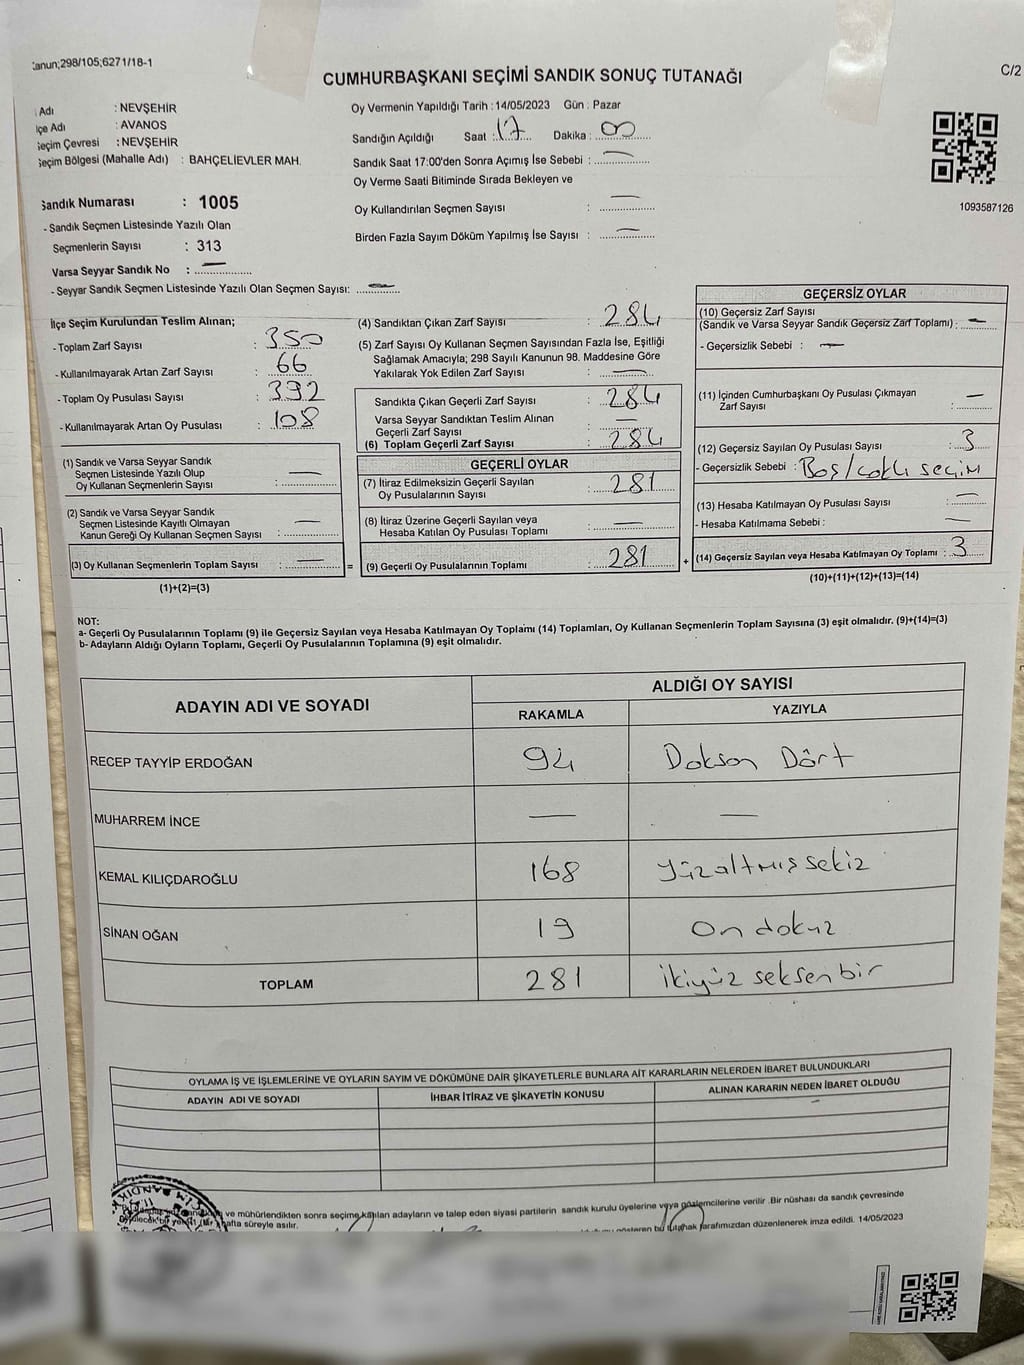 Kanun;298/105;6271/18-1
CUMHURBAŞKANI SEÇİMİ SANDIK SONUÇ TUTANAĞI
C/2
Adı : NEVŞEHİR
İlçe Adı : AVANOS
Seçim Çevresi : NEVŞEHİR
Seçim Bölgesi (Mahalle Adı) : BAHÇELİEVLER MAH.
Sandık Numarası : 1005
- Sandık Seçmen Listesinde Yazılı Olan
Seçmenlerin Sayısı : 313
Varsa Seyyar Sandık No : —
- Seyyar Sandık Seçmen Listesinde Yazılı Olan Seçmen Sayısı: —
Oy Vermenin Yapıldığı Tarih : 14/05/2023 Gün : Pazar
Sandığın Açıldığı Saat : 17 Dakika : 00
Sandık Saat 17:00'den Sonra Açımış İse Sebebi : —
Oy Verme Saati Bitiminde Sırada Bekleyen ve
Oy Kullandırılan Seçmen Sayısı : —
Birden Fazla Sayım Döküm Yapılmış İse Sayısı : —
1093587126
İlçe Seçim Kurulundan Teslim Alınan;
- Toplam Zarf Sayısı : 350
- Kullanılmayarak Artan Zarf Sayısı : 66
- Toplam Oy Pusulası Sayısı : 392
- Kullanılmayarak Artan Oy Pusulası : 108
(1) Sandık ve Varsa Seyyar Sandık
Seçmen Listesinde Yazılı Olup
Oy Kullanan Seçmenlerin Sayısı : —
(2) Sandık ve Varsa Seyyar Sandık
Seçmen Listesinde Kayıtlı Olmayan
Kanun Gereği Oy Kullanan Seçmen Sayısı : —
(3) Oy Kullanan Seçmenlerin Toplam Sayısı : — =
(1)+(2)=(3)
(4) Sandıktan Çıkan Zarf Sayısı : 284
(5) Zarf Sayısı Oy Kullanan Seçmen Sayısından Fazla İse, Eşitliği
Sağlamak Amacıyla; 298 Sayılı Kanunun 98. Maddesine Göre
Yakılarak Yok Edilen Zarf Sayısı : —
Sandıkta Çıkan Geçerli Zarf Sayısı : 284
Varsa Seyyar Sandıktan Teslim Alınan
Geçerli Zarf Sayısı : —
(6) Toplam Geçerli Zarf Sayısı : 284
GEÇERLİ OYLAR
(7) İtiraz Edilmeksizin Geçerli Sayılan
Oy Pusulalarının Sayısı : 281
(8) İtiraz Üzerine Geçerli Sayılan veya
Hesaba Katılan Oy Pusulası Toplamı : —
(9) Geçerli Oy Pusulalarının Toplamı : 281 +
GEÇERSİZ OYLAR
(10) Geçersiz Zarf Sayısı
(Sandık ve Varsa Seyyar Sandık Geçersiz Zarf Toplamı) : —
- Geçersizlik Sebebi : —
(11) İçinden Cumhurbaşkanı Oy Pusulası Çıkmayan
Zarf Sayısı : —
(12) Geçersiz Sayılan Oy Pusulası Sayısı : 3
- Geçersizlik Sebebi : Boş/çoklu seçim
(13) Hesaba Katılmayan Oy Pusulası Sayısı : —
- Hesaba Katılmama Sebebi : —
(14) Geçersiz Sayılan veya Hesaba Katılmayan Oy Toplamı : 3
(10)+(11)+(12)+(13)=(14)
NOT:
a- Geçerli Oy Pusulalarının Toplamı (9) ile Geçersiz Sayılan veya Hesaba Katılmayan Oy Toplamı (14) Toplamları, Oy Kullanan Seçmenlerin Toplam Sayısına (3) eşit olmalıdır. (9)+(14)=(3)
b- Adayların Aldığı Oyların Toplamı, Geçerli Oy Pusulalarının Toplamına (9) eşit olmalıdır.
ADAYIN ADI VE SOYADI
ALDIĞI OY SAYISI
RAKAMLA YAZIYLA
RECEP TAYYİP ERDOĞAN 94 Doksan Dört
MUHARREM İNCE — —
KEMAL KILIÇDAROĞLU 168 Yüzaltmışsekiz
SİNAN OĞAN 19 On dokuz
TOPLAM 281 ikiyüz seksenbir
OYLAMA İŞ VE İŞLEMLERİNE VE OYLARIN SAYIM VE DÖKÜMÜNE DAİR ŞİKAYETLERLE BUNLARA AİT KARARLARIN NELERDEN İBARET BULUNDUKLARI
ADAYIN ADI VE SOYADI İHBAR İTİRAZ VE ŞİKAYETİN KONUSU ALINAN KARARIN NEDEN İBARET OLDUĞU
ve mühürlendikten sonra seçime katılan adayların ve talep eden siyasi partilerin sandık kurulu üyelerine veya gözlemcilerine verilir .Bir nüshası da sandık çevresinde
hafta süreyle asılır.
gösteren bu tutanak tarafımızdan düzenlenerek imza edildi. 14/05/2023